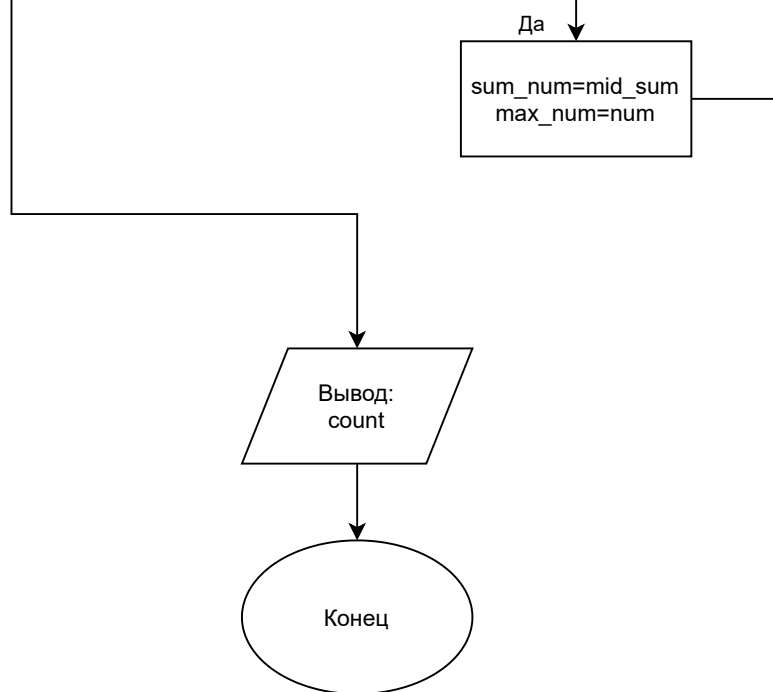 Да
sum_num=mid_sum
max_num=num
Вывод:
count
Конец